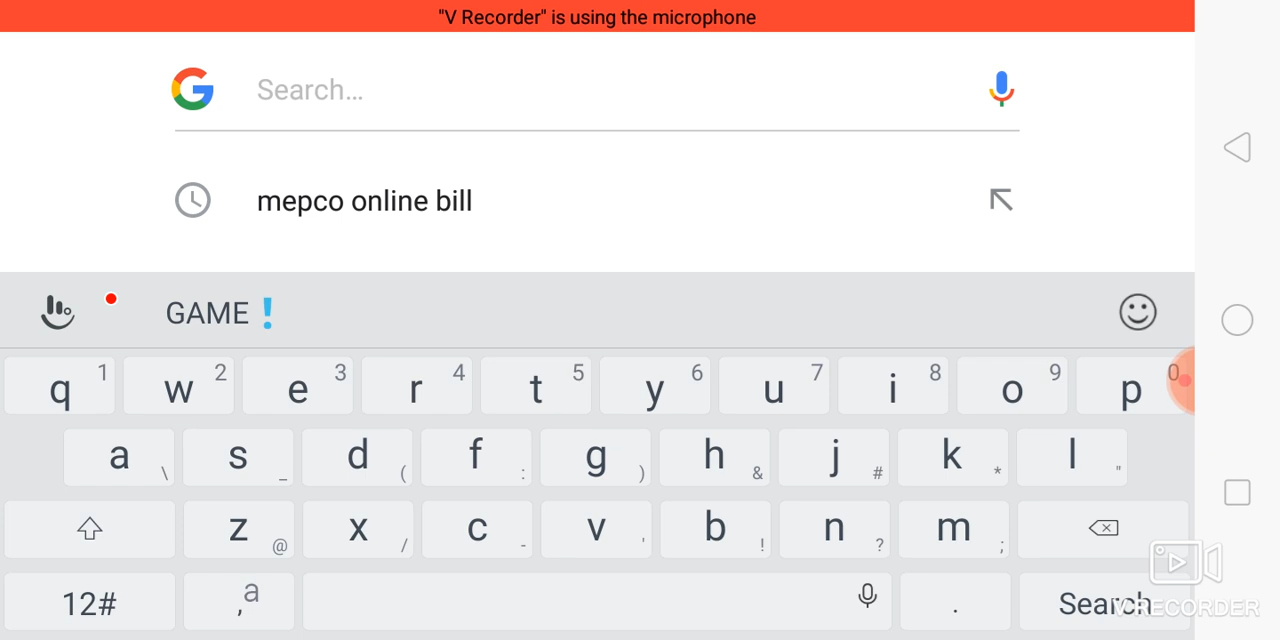 "V Recorder" is using the microphone
Search...
mepco online bill
GAME❗
q 1 w 2 e 3 r 4 t 5 y 6 u 7 i 8 o 9 p 0
a \ s _ d ( f : g ) h & j # k * l "
z @ x / c - v ' b ! n ? m ;
12# , a . Search
V RECORDER